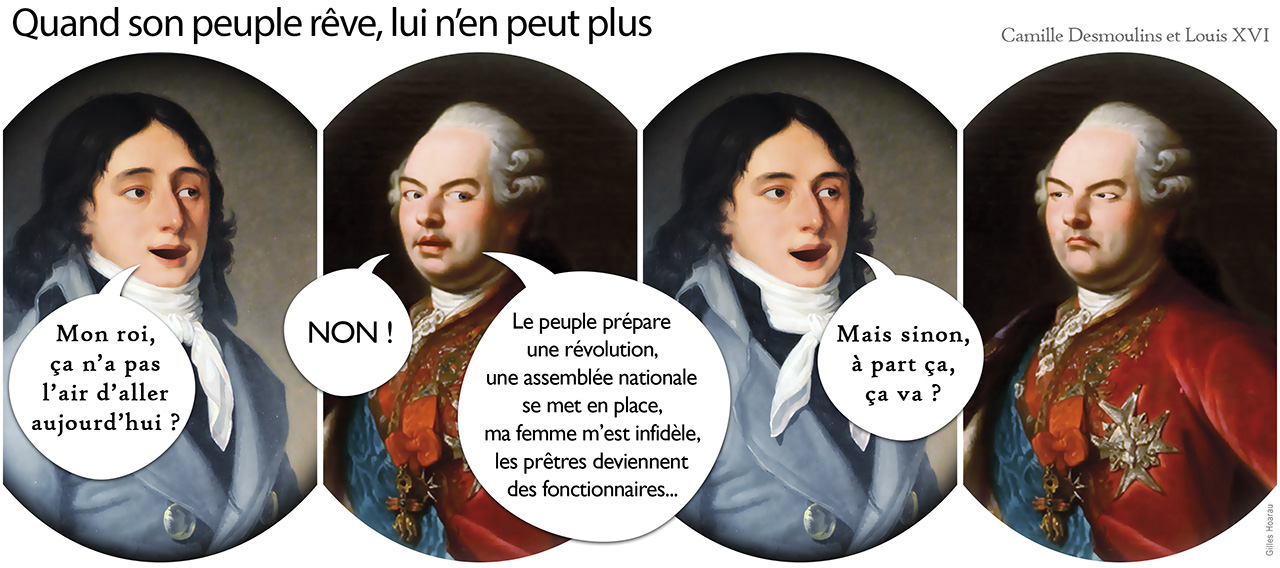 Quand son peuple rêve, lui n’en peut plus
Camille Desmoulins et Louis XVI
Mon roi,
ça n’a pas
l’air d’aller
aujourd’hui ?
NON !
Le peuple prépare
une révolution,
une assemblée nationale
se met en place,
ma femme m’est infidèle,
les prêtres deviennent
des fonctionnaires...
Mais sinon,
à part ça,
ça va ?
Gilles Hoarau